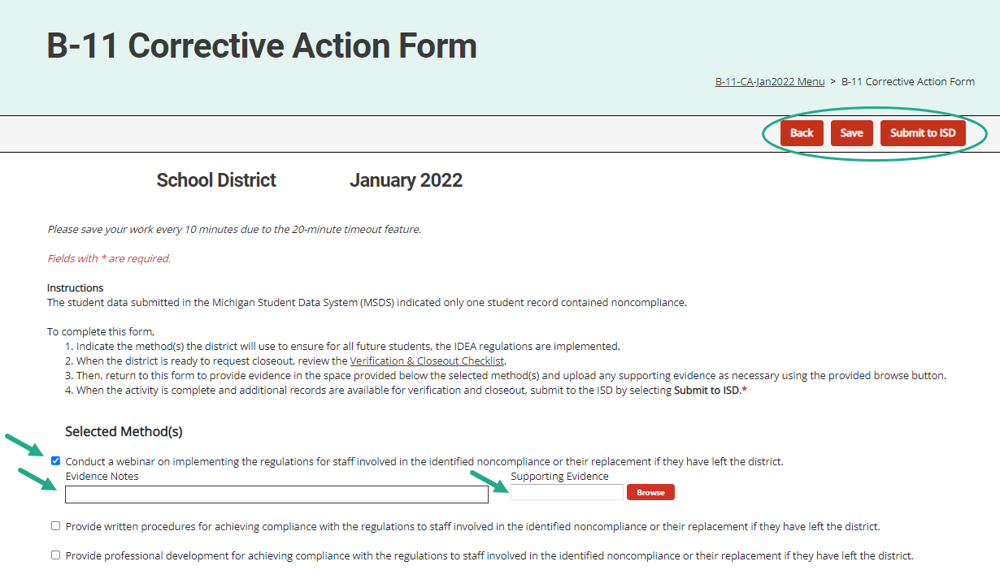 B-11 Corrective Action Form
B-11-CA-Jan2022 Menu > B-11 Corrective Action Form
Back Save Submit to ISD
School District January 2022
Please save your work every 10 minutes due to the 20-minute timeout feature.
Fields with * are required.
Instructions
The student data submitted in the Michigan Student Data System (MSDS) indicated only one student record contained noncompliance.
To complete this form,
1. Indicate the method(s) the district will use to ensure for all future students, the IDEA regulations are implemented.
2. When the district is ready to request closeout, review the Verification & Closeout Checklist.
3. Then, return to this form to provide evidence in the space provided below the selected method(s) and upload any supporting evidence as necessary using the provided browse button.
4. When the activity is complete and additional records are available for verification and closeout, submit to the ISD by selecting Submit to ISD.*
Selected Method(s)
Conduct a webinar on implementing the regulations for staff involved in the identified noncompliance or their replacement if they have left the district.
Evidence Notes Supporting Evidence
Browse
Provide written procedures for achieving compliance with the regulations to staff involved in the identified noncompliance or their replacement if they have left the district.
Provide professional development for achieving compliance with the regulations to staff involved in the identified noncompliance or their replacement if they have left the district.